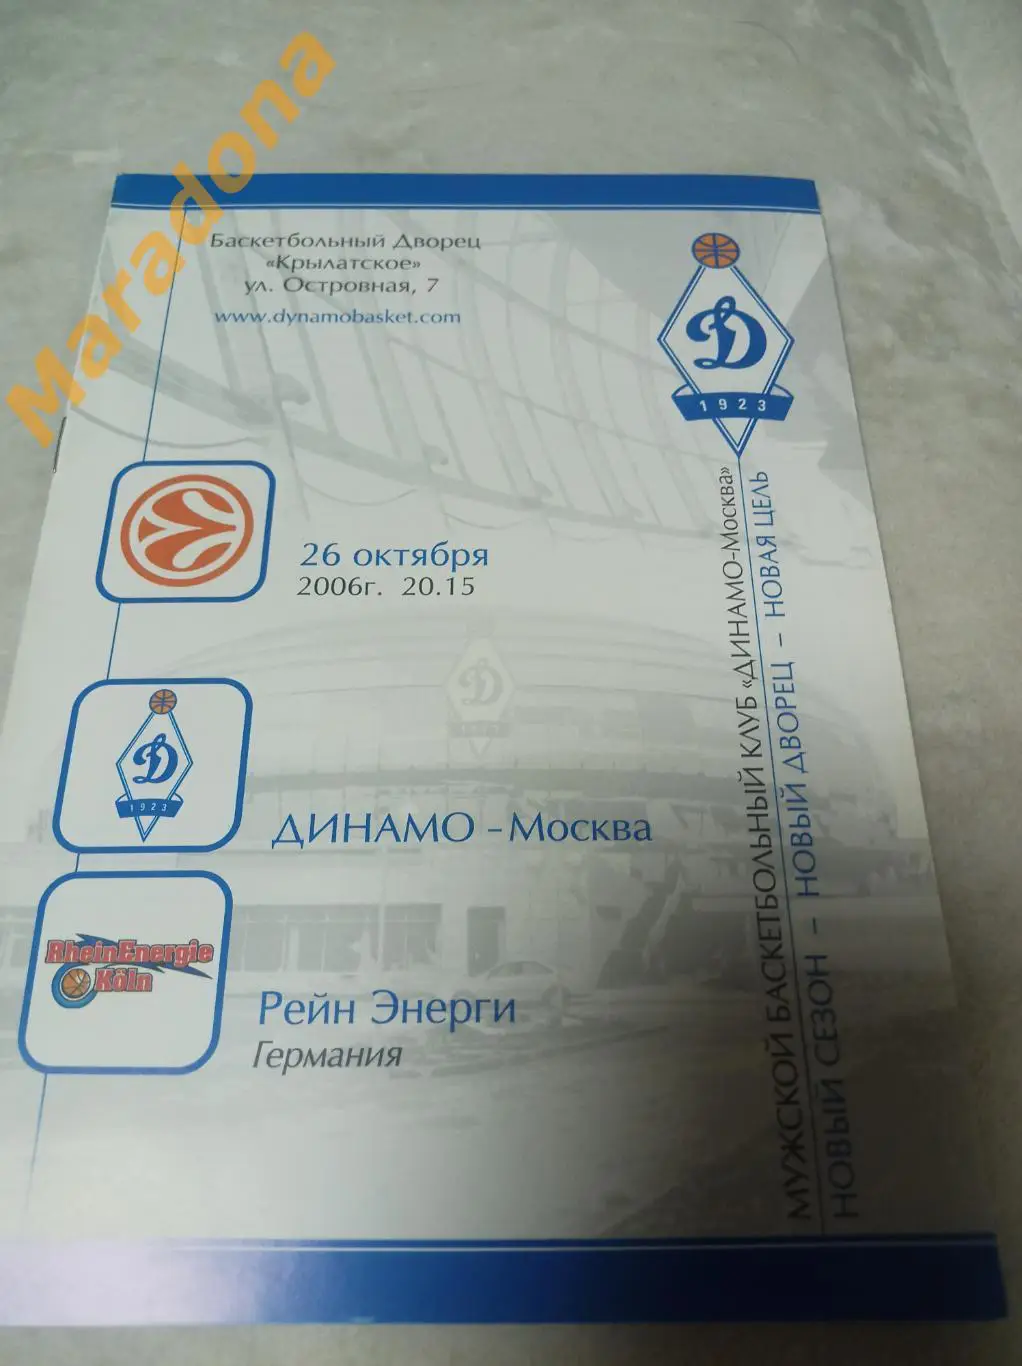 Maradona
Баскетбольный Дворец
«Крылатское»
ул. Островная, 7
www.dynamobasket.com
Д
1923
26 октября
2006г. 20.15
Д
1923
Д
1923
ДИНАМО - Москва
RheinEnergie
Köln
Рейн Энерги
Германия
МУЖСКОЙ БАСКЕТБОЛЬНЫЙ КЛУБ «ДИНАМО-МОСКВА»
НОВЫЙ СЕЗОН – НОВЫЙ ДВОРЕЦ – НОВАЯ ЦЕЛЬ